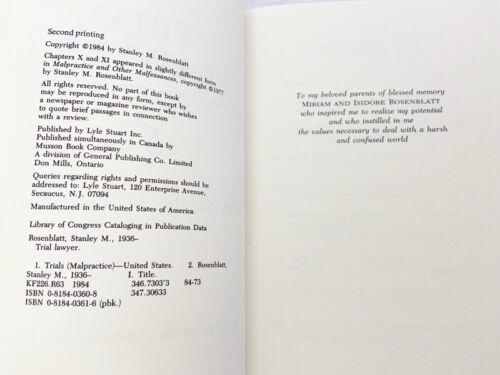 Second printing
Copyright ©1984 by Stanley M. Rosenblatt
Chapters X and XI appeared in slightly different form
in Malpractice and Other Malfeasances, copyright ©1977
by Stanley M. Rosenblatt.
All rights reserved. No part of this book
may be reproduced in any form, except by
a newspaper or magazine reviewer who wishes
to quote brief passages in connection
with a review.
Published by Lyle Stuart Inc.
Published simultaneously in Canada by
Musson Book Company
A division of General Publishing Co. Limited
Don Mills, Ontario
Queries regarding rights and permissions should be
addressed to: Lyle Stuart, 120 Enterprise Avenue,
Secaucus, N.J. 07094
Manufactured in the United States of America.
Library of Congress Cataloging in Publication Data
Rosenblatt, Stanley M., 1936–
Trial lawyer.
1. Trials (Malpractice)—United States. 2. Rosenblatt,
Stanley M., 1936– I. Title.
KF226.R63 1984 346.7303'3 84-73
ISBN 0-8184-0360-8 347.30633
ISBN 0-8184-0361-6 (pbk.)
To my beloved parents of blessed memory
MIRIAM AND ISIDORE ROSENBLATT
who inspired me to realize my potential
and who instilled in me
the values necessary to deal with a harsh
and confused world